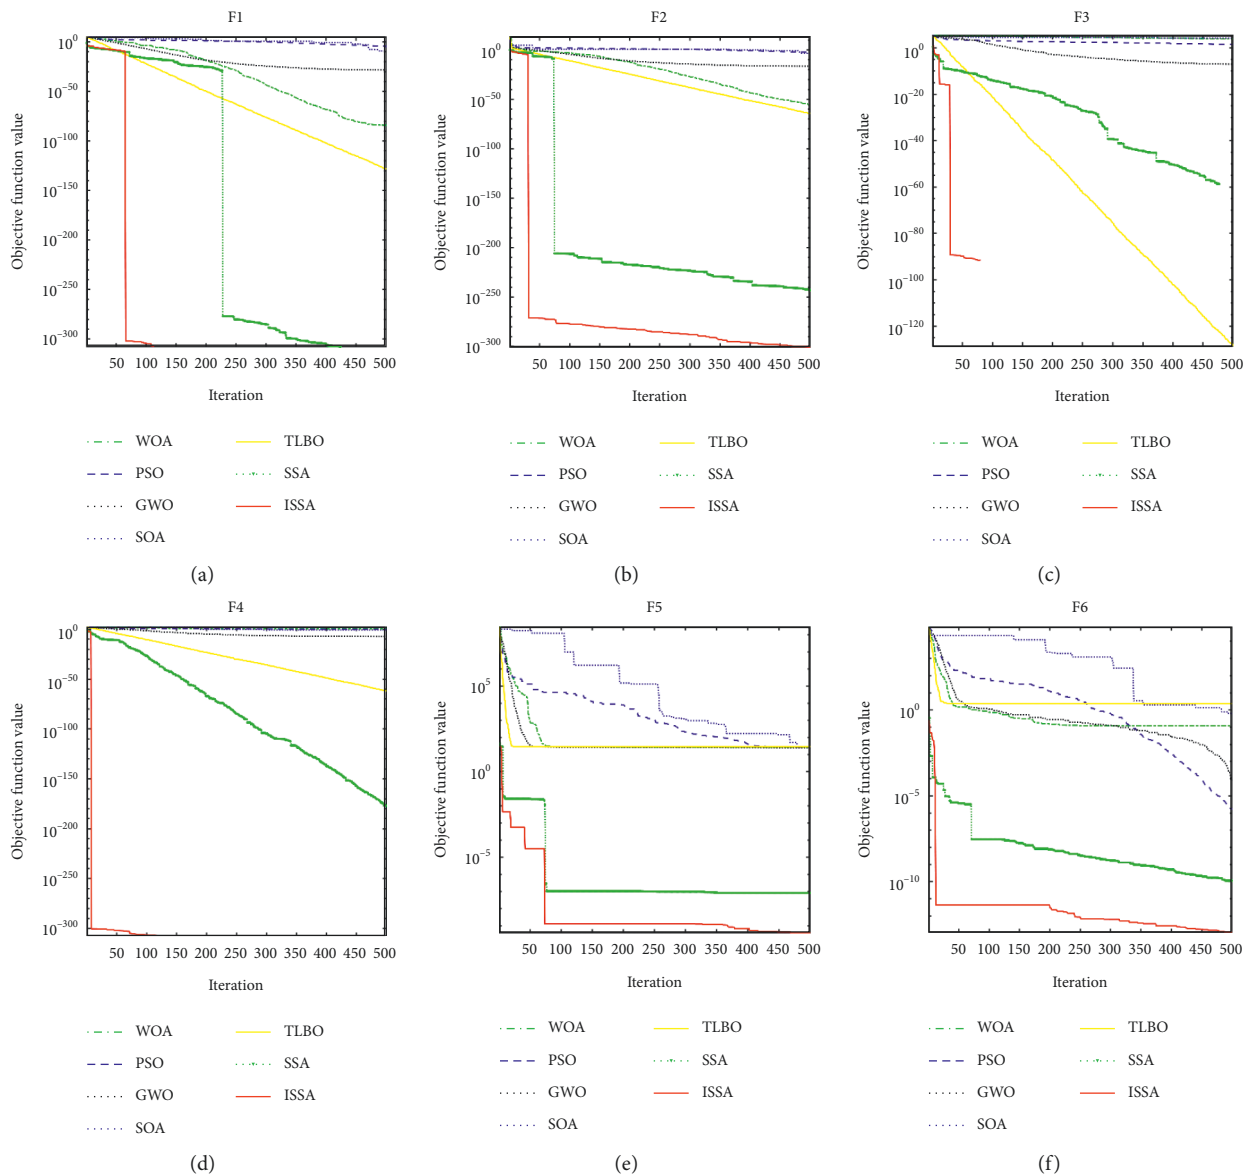 F1
Objective function value
10^0
10^-50
10^-100
10^-150
10^-200
10^-250
10^-300
50 100 150 200 250 300 350 400 450 500
Iteration
WOA
PSO
GWO
SOA
TLBO
SSA
ISSA
(a)
F2
Objective function value
10^0
10^-50
10^-100
10^-150
10^-200
10^-250
10^-300
50 100 150 200 250 300 350 400 450 500
Iteration
WOA
PSO
GWO
SOA
TLBO
SSA
ISSA
(b)
F3
Objective function value
10^0
10^-20
10^-40
10^-60
10^-80
10^-100
10^-120
50 100 150 200 250 300 350 400 450 500
Iteration
WOA
PSO
GWO
SOA
TLBO
SSA
ISSA
(c)
F4
Objective function value
10^0
10^-50
10^-100
10^-150
10^-200
10^-250
10^-300
50 100 150 200 250 300 350 400 450 500
Iteration
WOA
PSO
GWO
SOA
TLBO
SSA
ISSA
(d)
F5
Objective function value
10^5
10^0
10^-5
50 100 150 200 250 300 350 400 450 500
Iteration
WOA
PSO
GWO
SOA
TLBO
SSA
ISSA
(e)
F6
Objective function value
10^0
10^-5
10^-10
50 100 150 200 250 300 350 400 450 500
Iteration
WOA
PSO
GWO
SOA
TLBO
SSA
ISSA
(f)